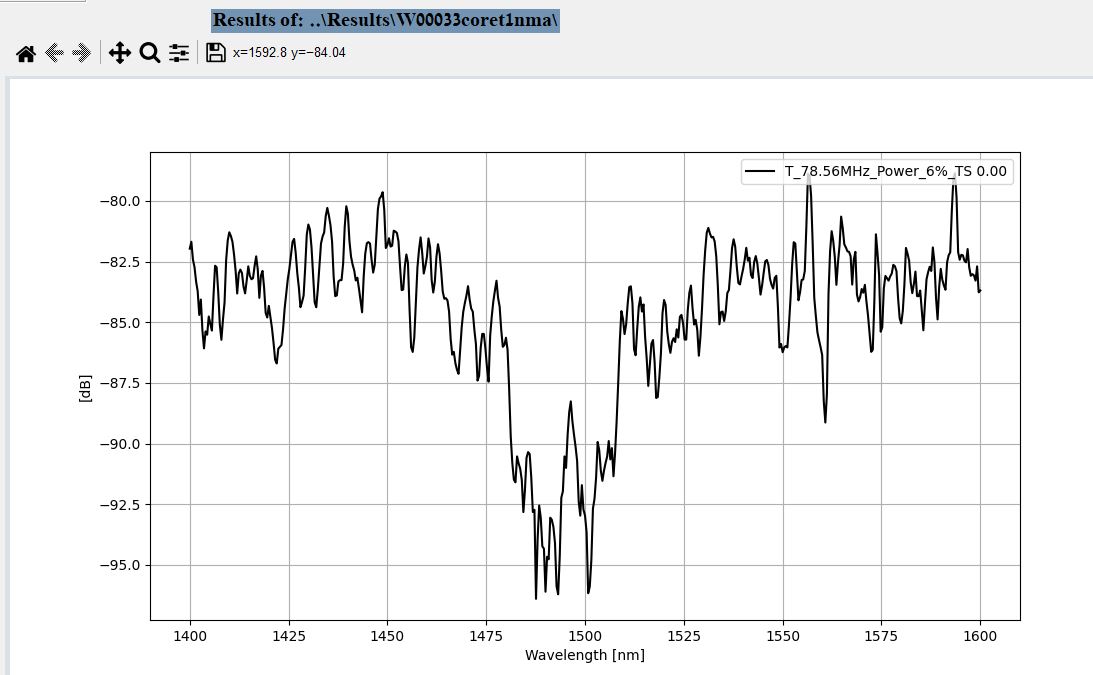 Results of: ..\Results\W00033coret1nma\
x=1592.8 y=−84.04
T_78.56MHz_Power_6%_TS 0.00
−80.0
−82.5
−85.0
−87.5
−90.0
−92.5
−95.0
[dB]
1400 1425 1450 1475 1500 1525 1550 1575 1600
Wavelength [nm]